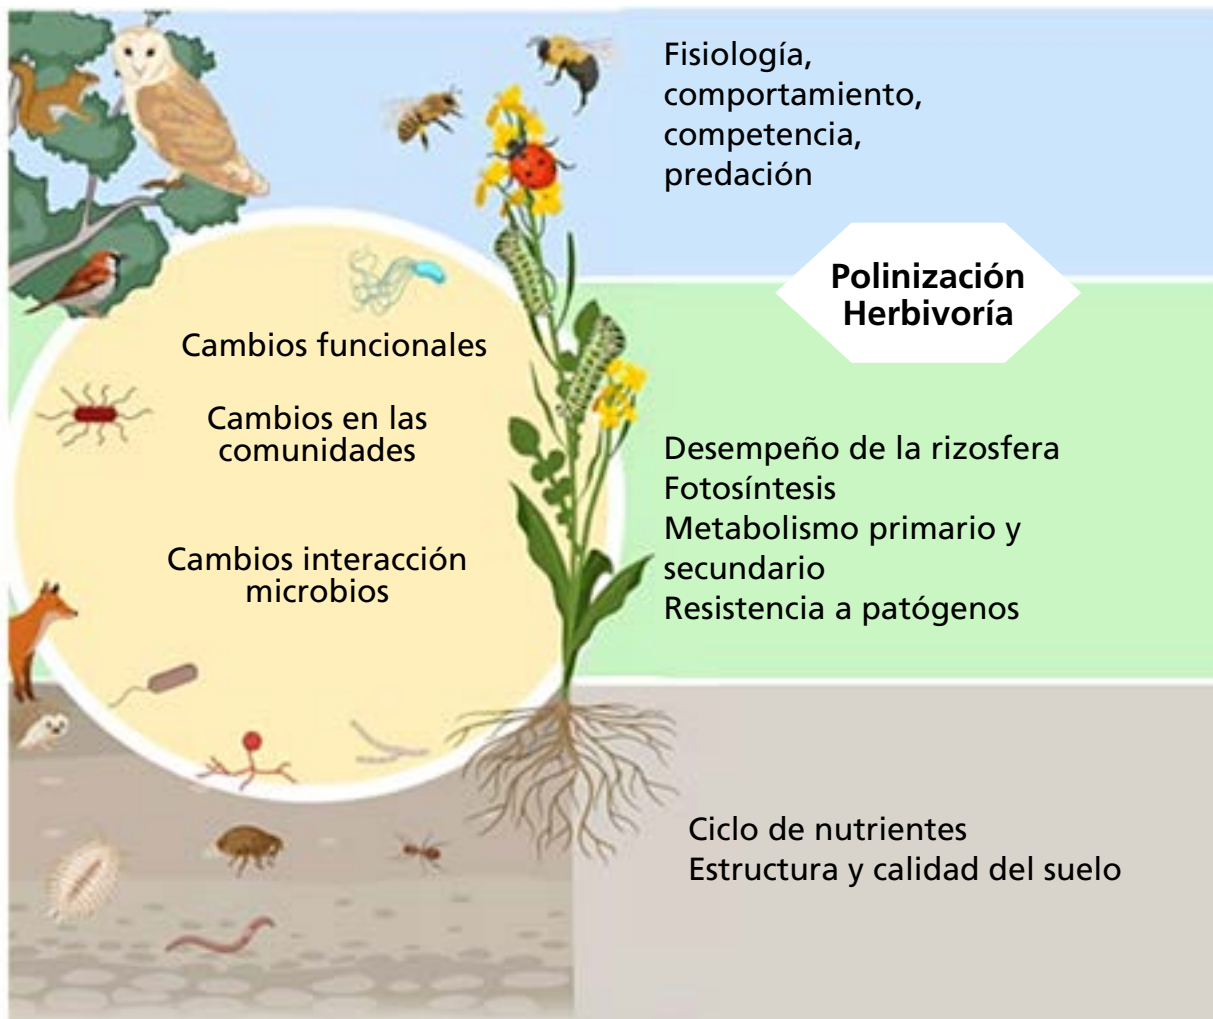 Fisiología,
comportamiento,
competencia,
predación
Polinización
Herbivoría
Cambios funcionales
Cambios en las
comunidades
Cambios interacción
microbios
Desempeño de la rizosfera
Fotosíntesis
Metabolismo primario y
secundario
Resistencia a patógenos
Ciclo de nutrientes
Estructura y calidad del suelo